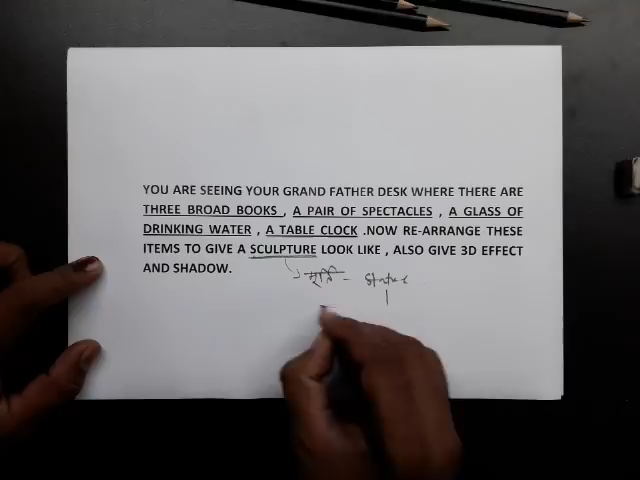 YOU ARE SEEING YOUR GRAND FATHER DESK WHERE THERE ARE
THREE BROAD BOOKS , A PAIR OF SPECTACLES , A GLASS OF
DRINKING WATER , A TABLE CLOCK .NOW RE-ARRANGE THESE
ITEMS TO GIVE A SCULPTURE LOOK LIKE , ALSO GIVE 3D EFFECT
AND SHADOW.
मूर्ति - Statue